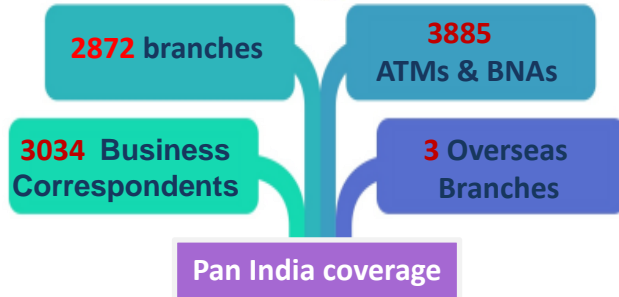 2872 branches
3885
ATMs & BNAs
3034 Business
Correspondents
3 Overseas
Branches
Pan India coverage